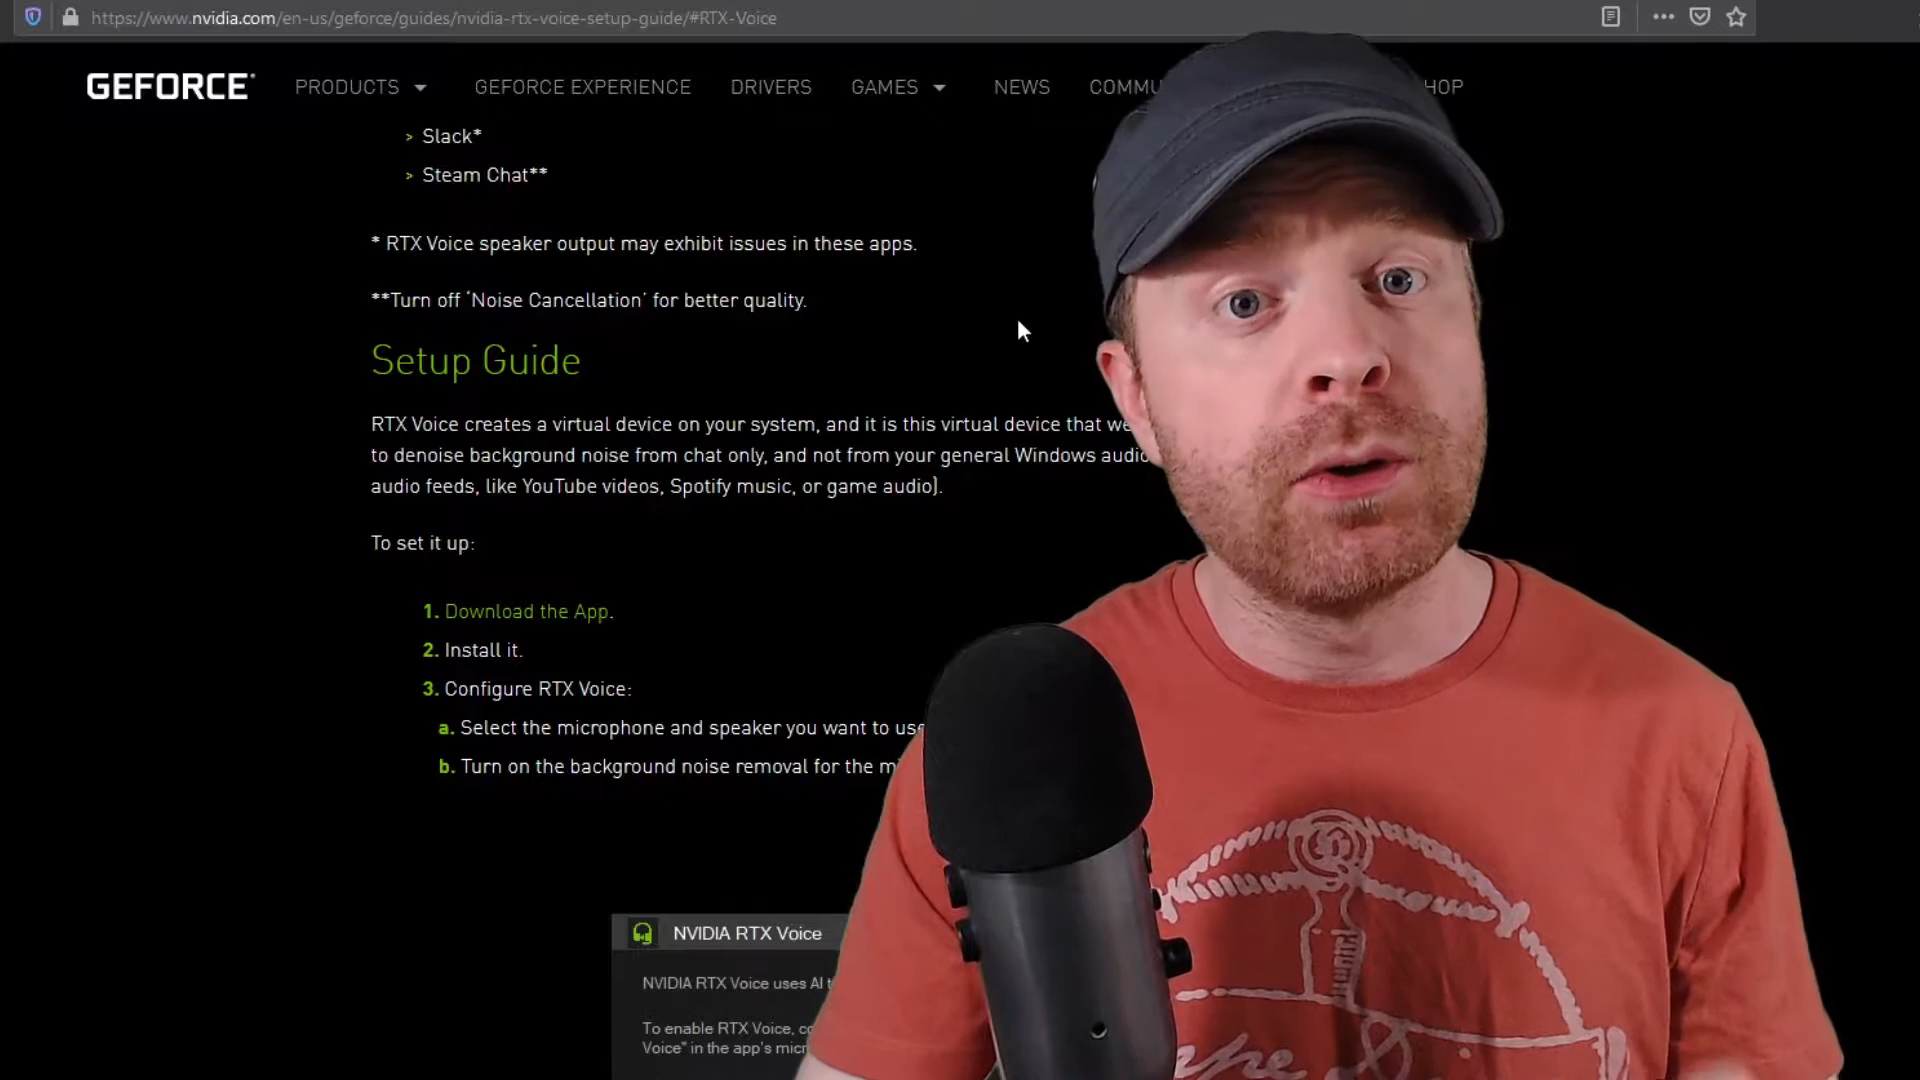 https://www.nvidia.com/en-us/geforce/guides/nvidia-rtx-voice-setup-guide/#RTX-Voice
GEFORCE PRODUCTS GEFORCE EXPERIENCE DRIVERS GAMES NEWS COMMU HOP
> Slack*
> Steam Chat**
* RTX Voice speaker output may exhibit issues in these apps.
**Turn off ‘Noise Cancellation’ for better quality.
Setup Guide
RTX Voice creates a virtual device on your system, and it is this virtual device that we
to denoise background noise from chat only, and not from your general Windows audio
audio feeds, like YouTube videos, Spotify music, or game audio).
To set it up:
1. Download the App.
2. Install it.
3. Configure RTX Voice:
a. Select the microphone and speaker you want to use
b. Turn on the background noise removal for the mi
NVIDIA RTX Voice
NVIDIA RTX Voice uses AI t
To enable RTX Voice, co
Voice" in the app's micr